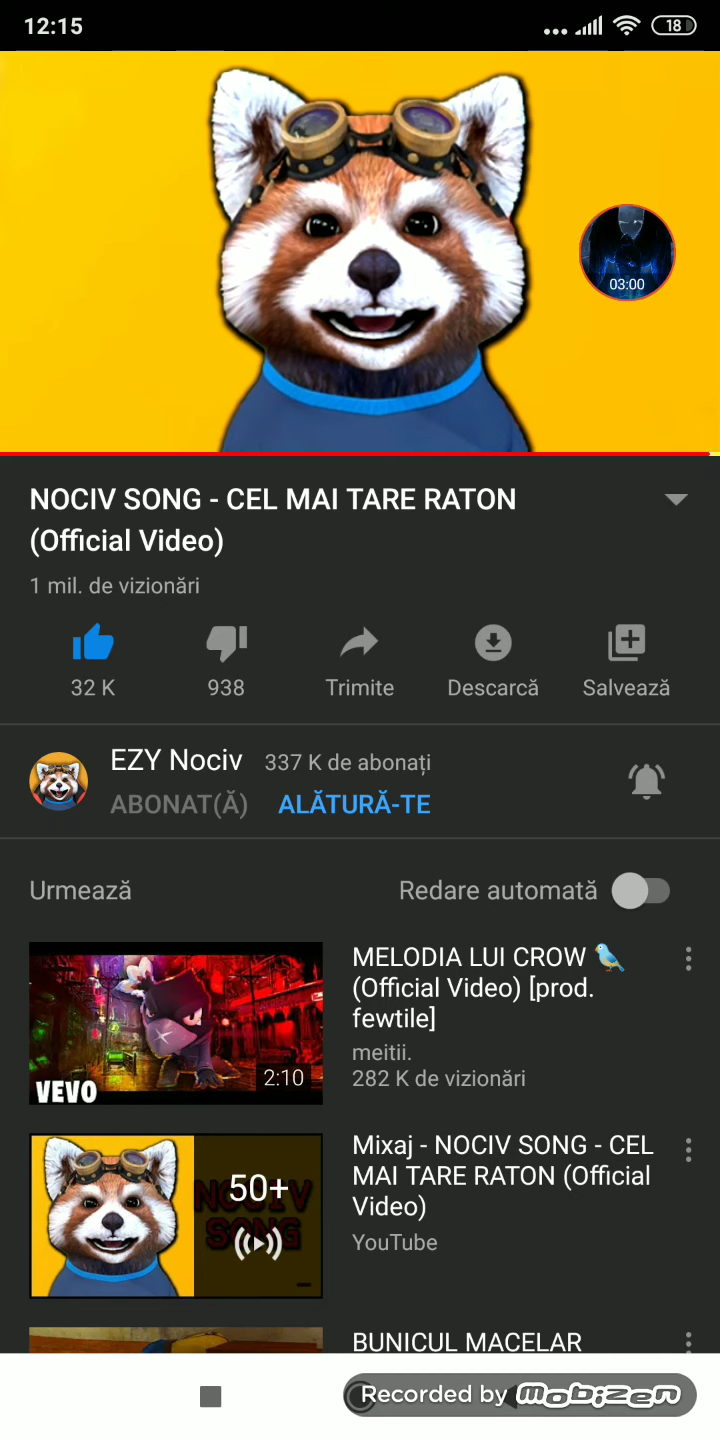 12:15
18
03:00
NOCIV SONG - CEL MAI TARE RATON
(Official Video)
1 mil. de vizionări
32 K
938
Trimite
Descarcă
Salvează
EZY Nociv 337 K de abonați
ABONAT(Ă) ALĂTURĂ-TE
Urmează
Redare automată
MELODIA LUI CROW 🐦
(Official Video) [prod.
fewtile]
meitii.
282 K de vizionări
VEVO
2:10
Mixaj - NOCIV SONG - CEL
MAI TARE RATON (Official
Video)
YouTube
50+
NOCIV
SONG
BUNICUL MACELAR
Recorded by mobizen